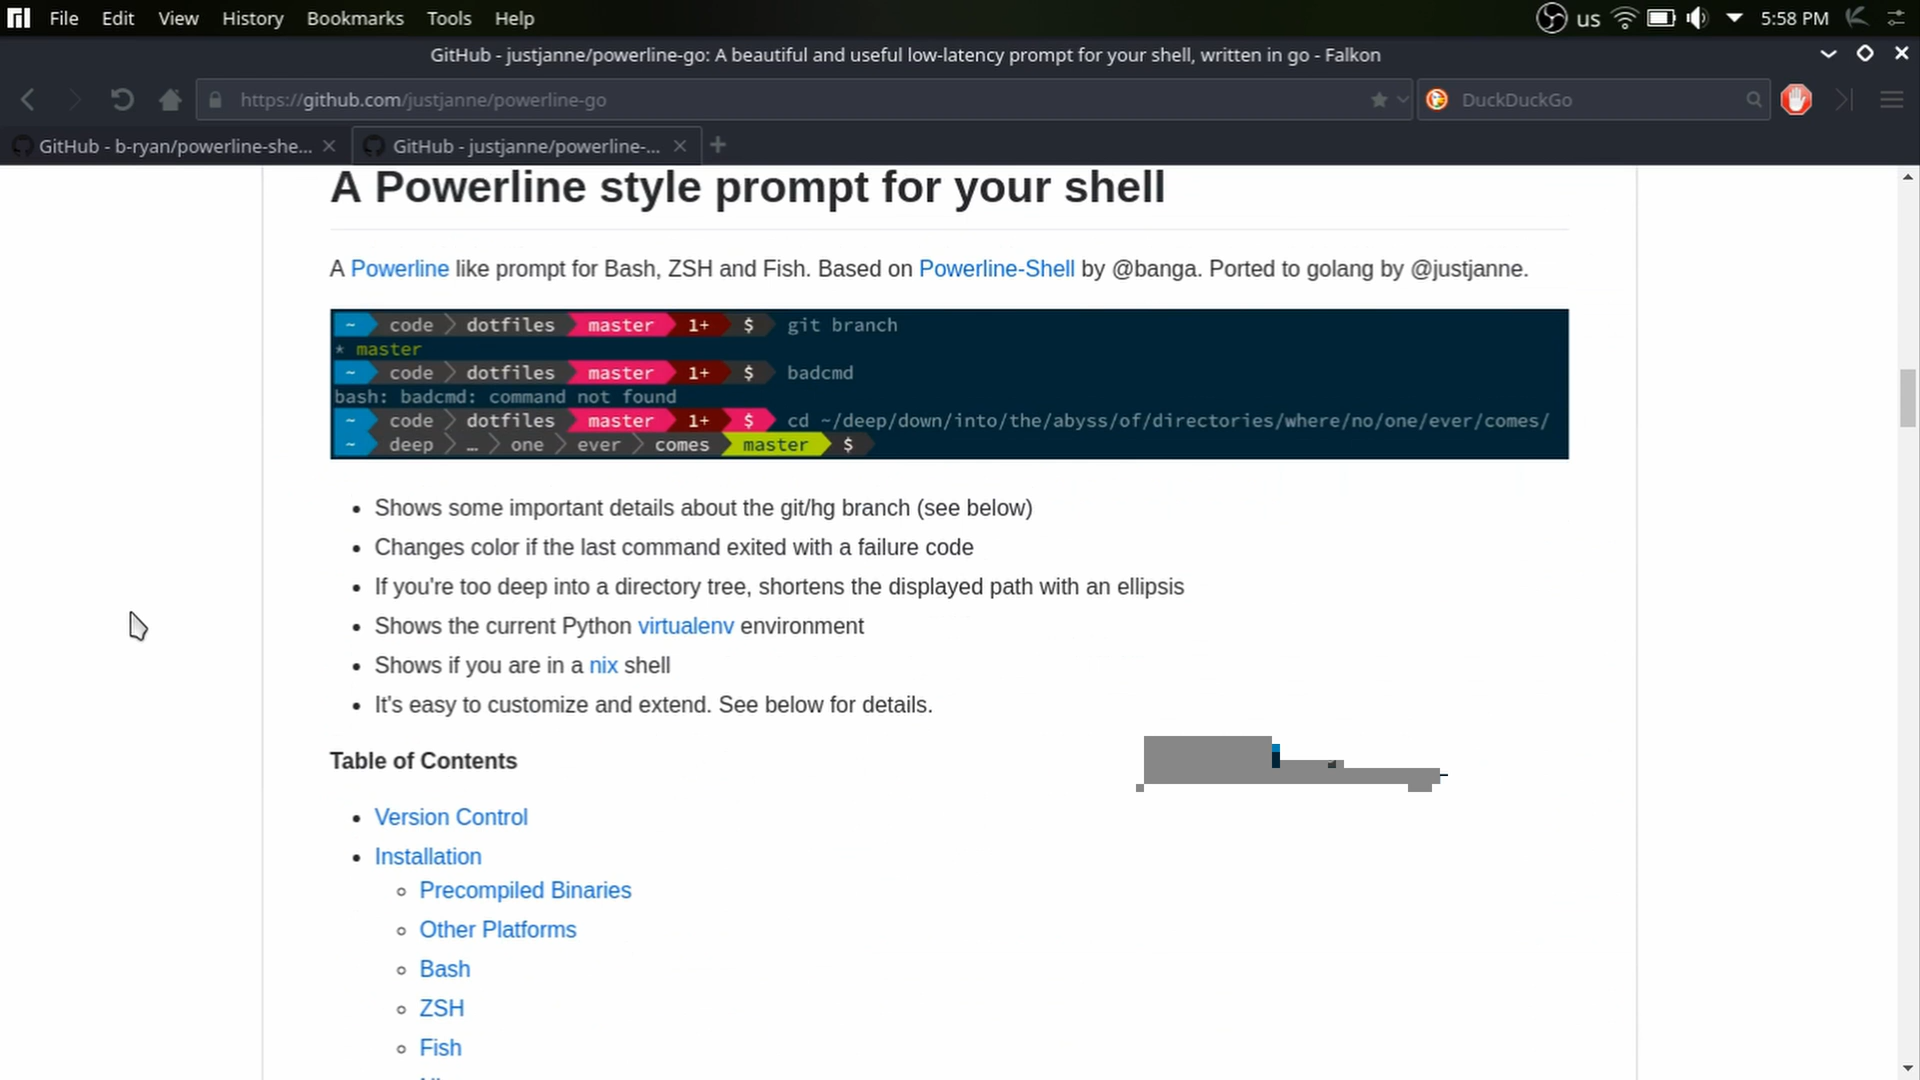 File Edit View History Bookmarks Tools Help us 5:58 PM
GitHub - justjanne/powerline-go: A beautiful and useful low-latency prompt for your shell, written in go - Falkon
https://github.com/justjanne/powerline-go DuckDuckGo
GitHub - b-ryan/powerline-she... GitHub - justjanne/powerline-...
A Powerline style prompt for your shell
A Powerline like prompt for Bash, ZSH and Fish. Based on Powerline-Shell by @banga. Ported to golang by @justjanne.
~ code dotfiles master 1+ $ git branch
* master
~ code dotfiles master 1+ $ badcmd
bash: badcmd: command not found
~ code dotfiles master 1+ $ cd ~/deep/down/into/the/abyss/of/directories/where/no/one/ever/comes/
~ deep … one ever comes master $
• Shows some important details about the git/hg branch (see below)
• Changes color if the last command exited with a failure code
• If you're too deep into a directory tree, shortens the displayed path with an ellipsis
• Shows the current Python virtualenv environment
• Shows if you are in a nix shell
• It's easy to customize and extend. See below for details.
Table of Contents
• Version Control
• Installation
◦ Precompiled Binaries
◦ Other Platforms
◦ Bash
◦ ZSH
◦ Fish